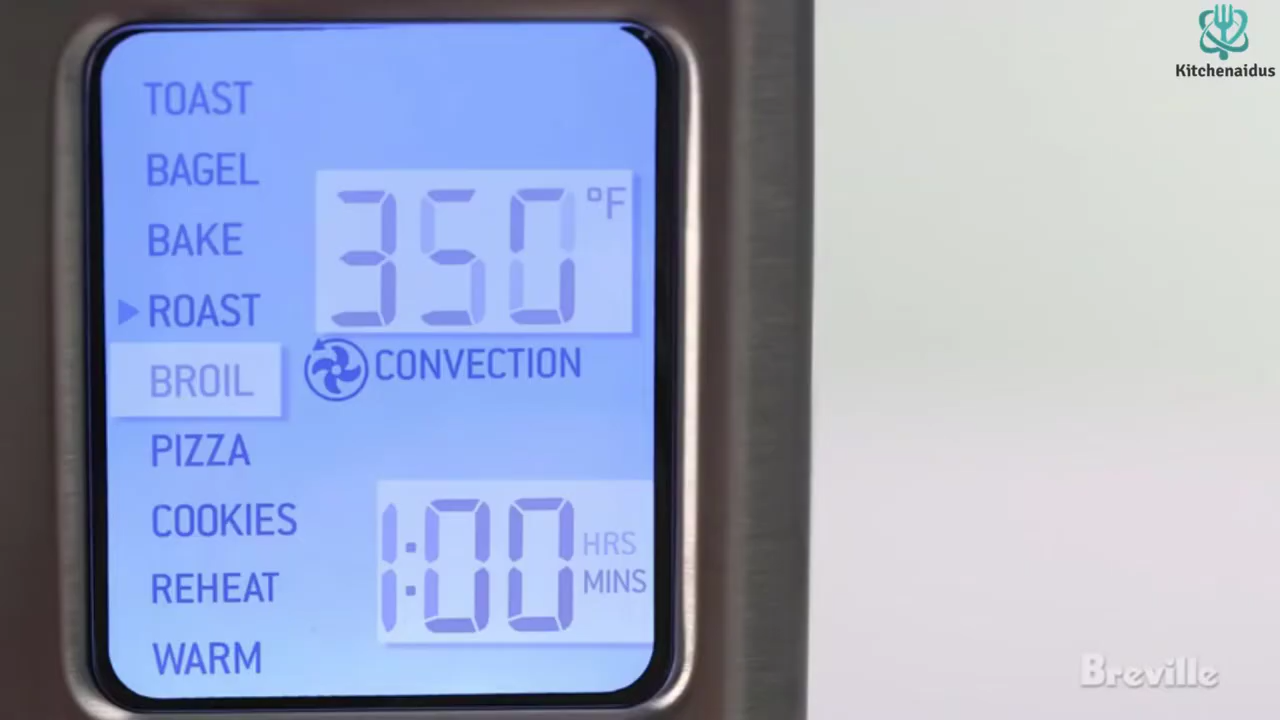 Kitchenaidus
TOAST
BAGEL
BAKE
ROAST
BROIL
PIZZA
COOKIES
REHEAT
WARM
350 °F
CONVECTION
1:00 HRS
MINS
Breville